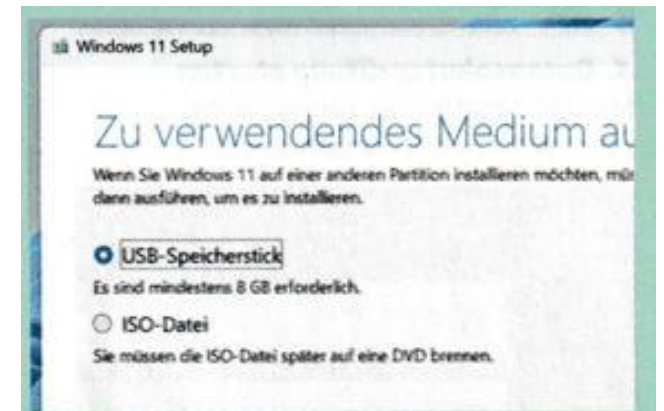 Windows 11 Setup
Zu verwendendes Medium au
Wenn Sie Windows 11 auf einer anderen Partition installieren möchten, müs
dann ausführen, um es zu installieren.
USB-Speicherstick
Es sind mindestens 8 GB erforderlich.
ISO-Datei
Sie müssen die ISO-Datei später auf eine DVD brennen.